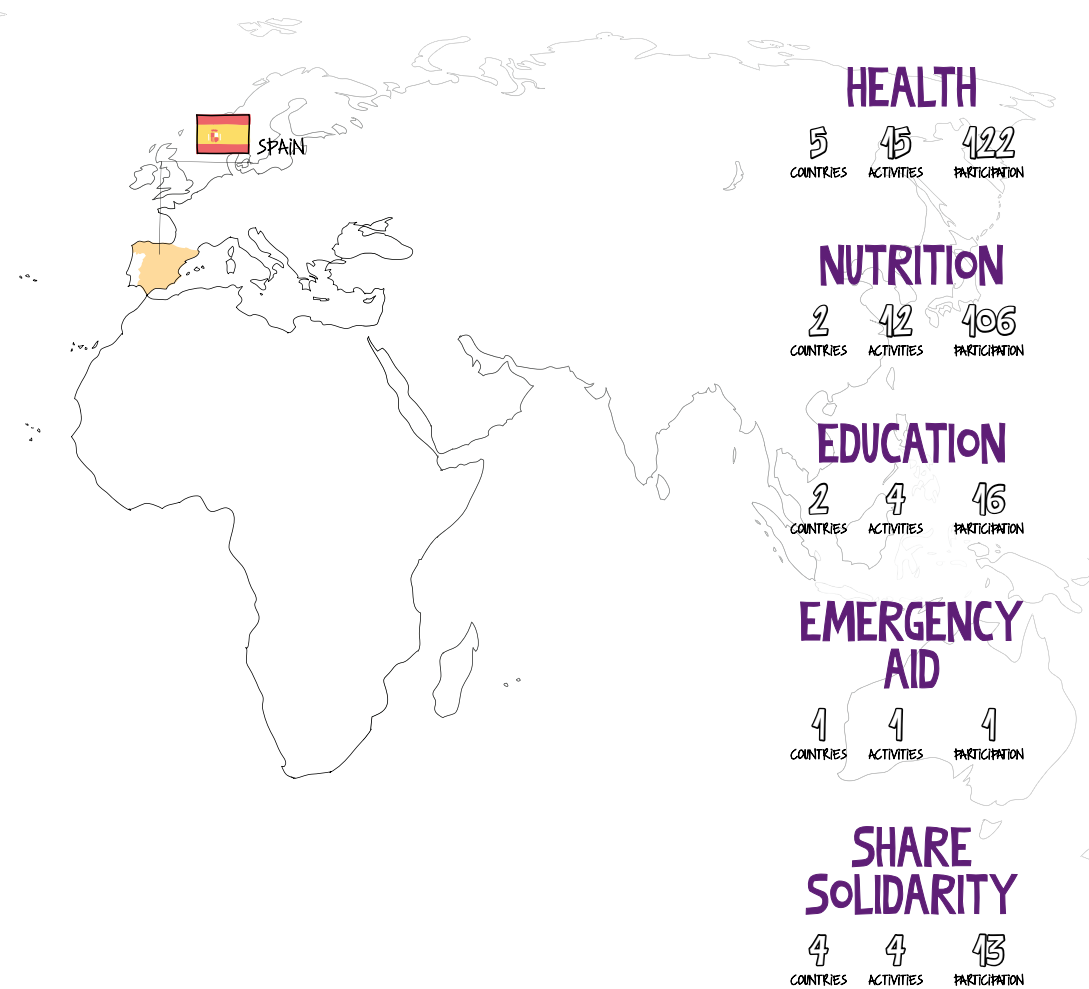 SPAIN
HEALTH
5 15 122
COUNTRIES ACTIVITIES PARTICIPATION
NUTRITION
2 12 106
COUNTRIES ACTIVITIES PARTICIPATION
EDUCATION
2 4 16
COUNTRIES ACTIVITIES PARTICIPATION
EMERGENCY
AID
1 1 1
COUNTRIES ACTIVITIES PARTICIPATION
SHARE
SOLIDARITY
4 4 13
COUNTRIES ACTIVITIES PARTICIPATION